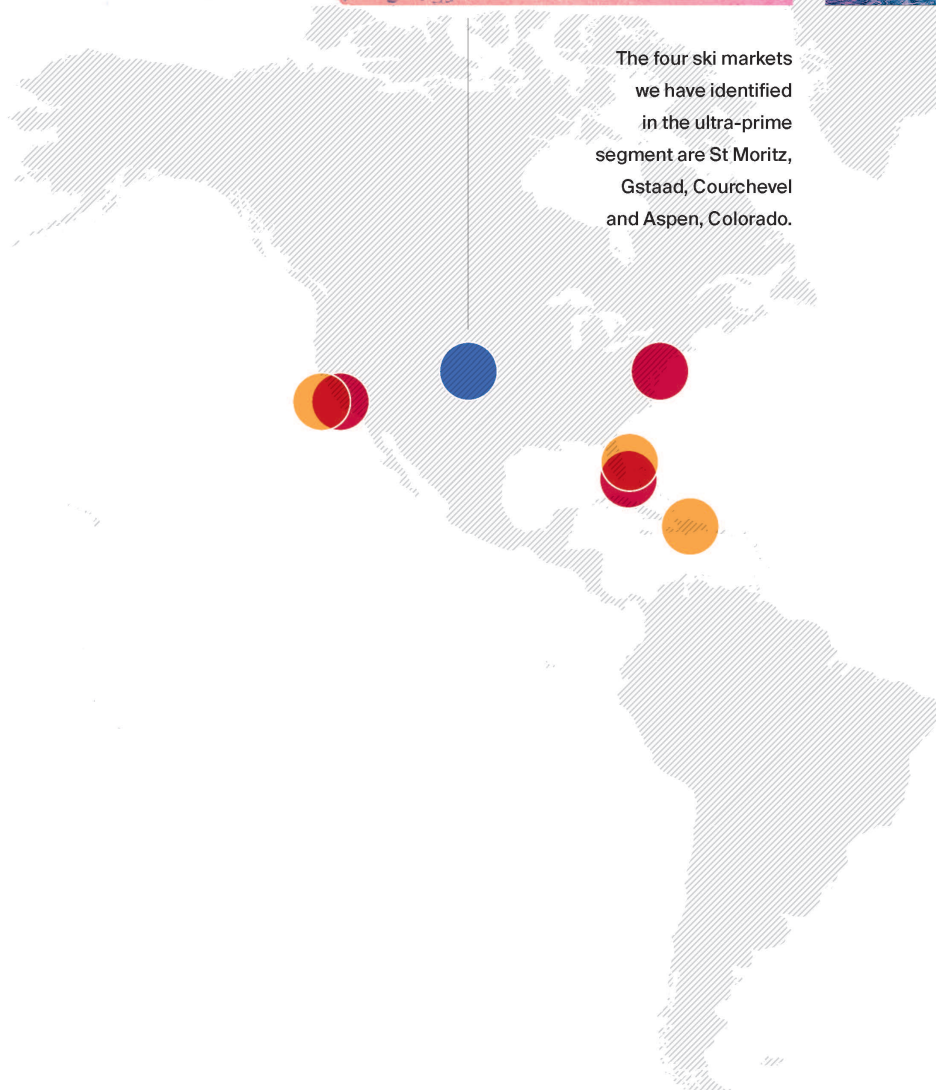 The four ski markets
we have identified
in the ultra-prime
segment are St Moritz,
Gstaad, Courchevel
and Aspen, Colorado.